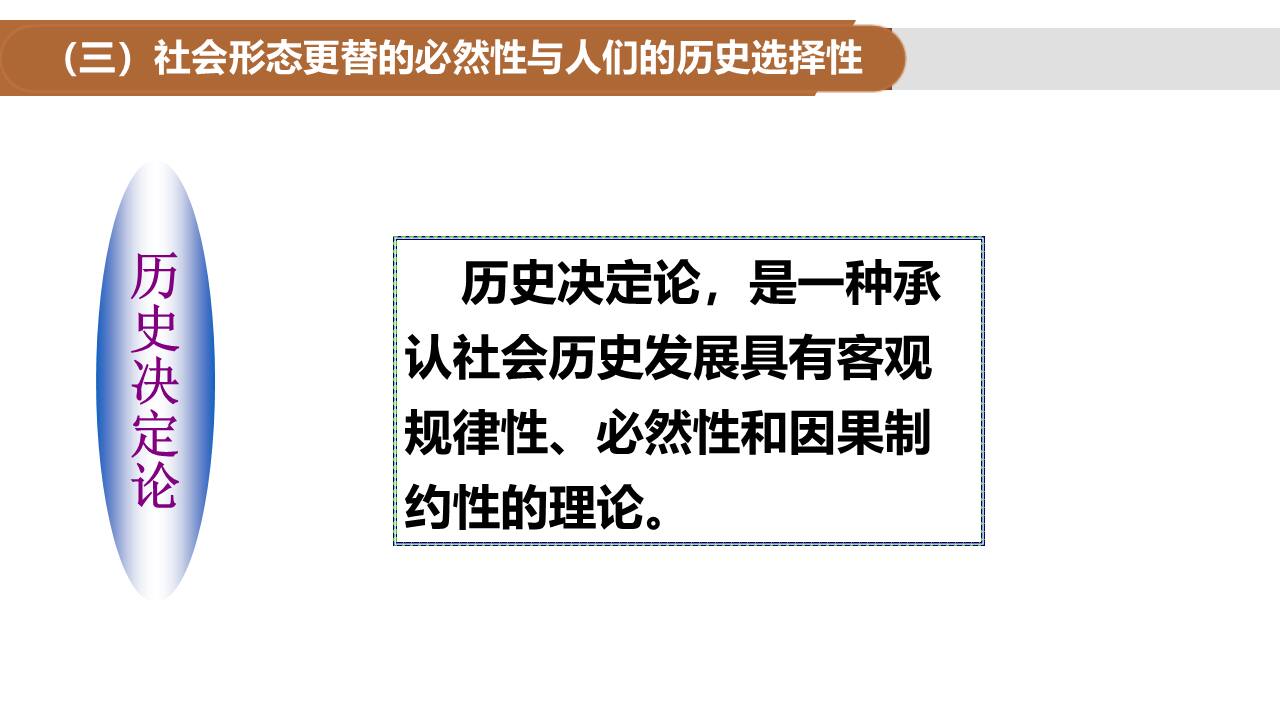 （三）社会形态更替的必然性与人们的历史选择性
历史决定论
历史决定论，是一种承
认社会历史发展具有客观
规律性、必然性和因果制
约性的理论。